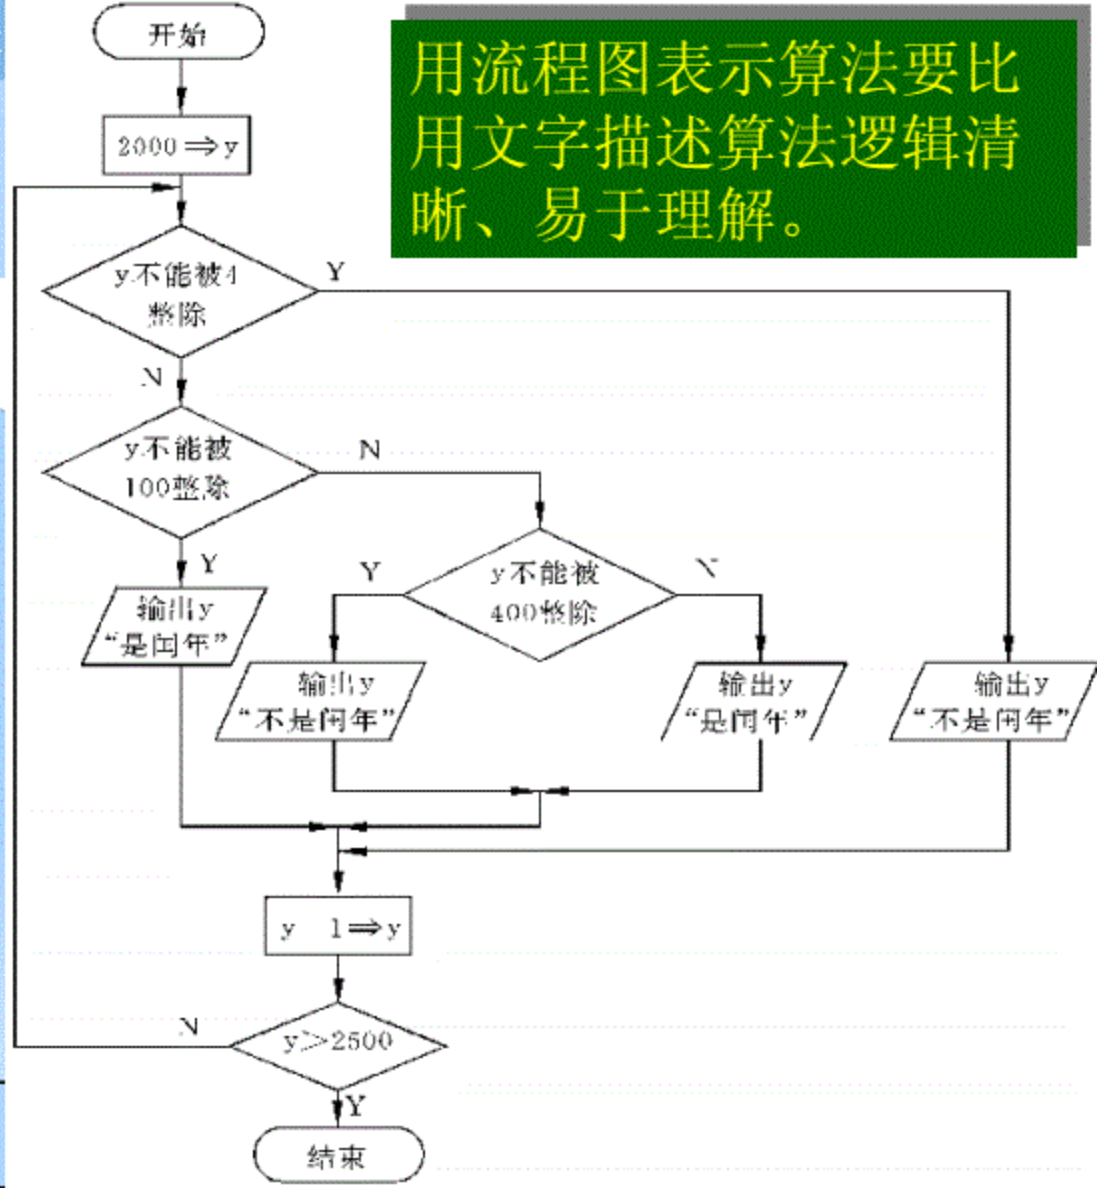 开始
用流程图表示算法要比
用文字描述算法逻辑清
晰、易于理解。
2000⇒y
y不能被4
整除
Y
N
y不能被
100整除
N
Y
y不能被
400整除
Y
N
输出y
“是闰年”
输出y
“不是闰年”
输出y
“是闰年”
输出y
“不是闰年”
y 1⇒y
y>2500
N
Y
结束